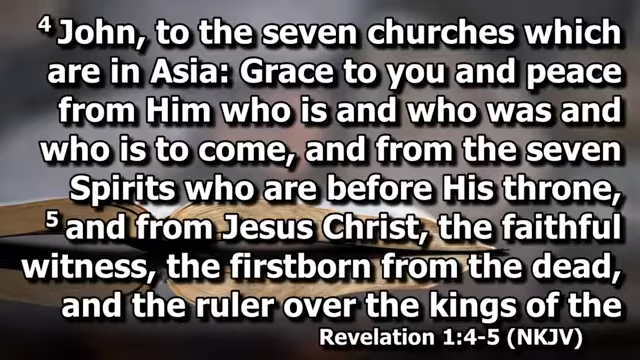 4 John, to the seven churches which
are in Asia: Grace to you and peace
from Him who is and who was and
who is to come, and from the seven
Spirits who are before His throne,
5 and from Jesus Christ, the faithful
witness, the firstborn from the dead,
and the ruler over the kings of the
Revelation 1:4-5 (NKJV)